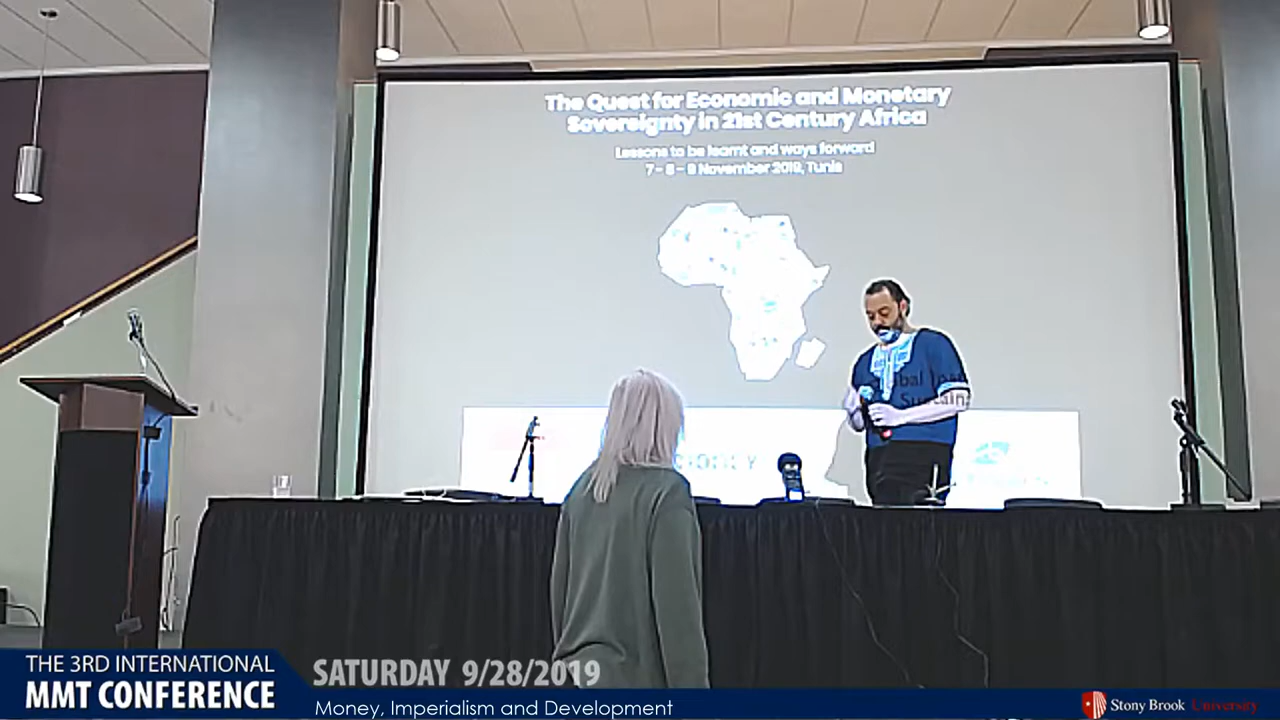 The Quest for Economic and Monetary
Sovereignty in 21st Century Africa
Lessons to be learnt and ways forward
7 - 8 - 9 November 2019, Tunis
THE 3RD INTERNATIONAL
MMT CONFERENCE
SATURDAY 9/28/2019
Money, Imperialism and Development
Stony Brook University